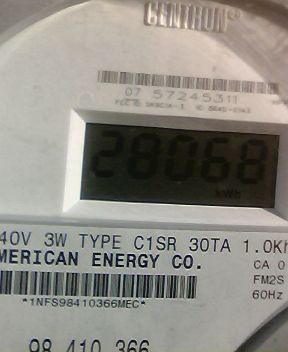 CENTRON®
07 57245311
28068
kWh
40V 3W TYPE C1SR 30TA 1.0Kh
MERICAN ENERGY CO.
CA 0
FM2S
60Hz
*1NFS98410366MEC*
98 410 366